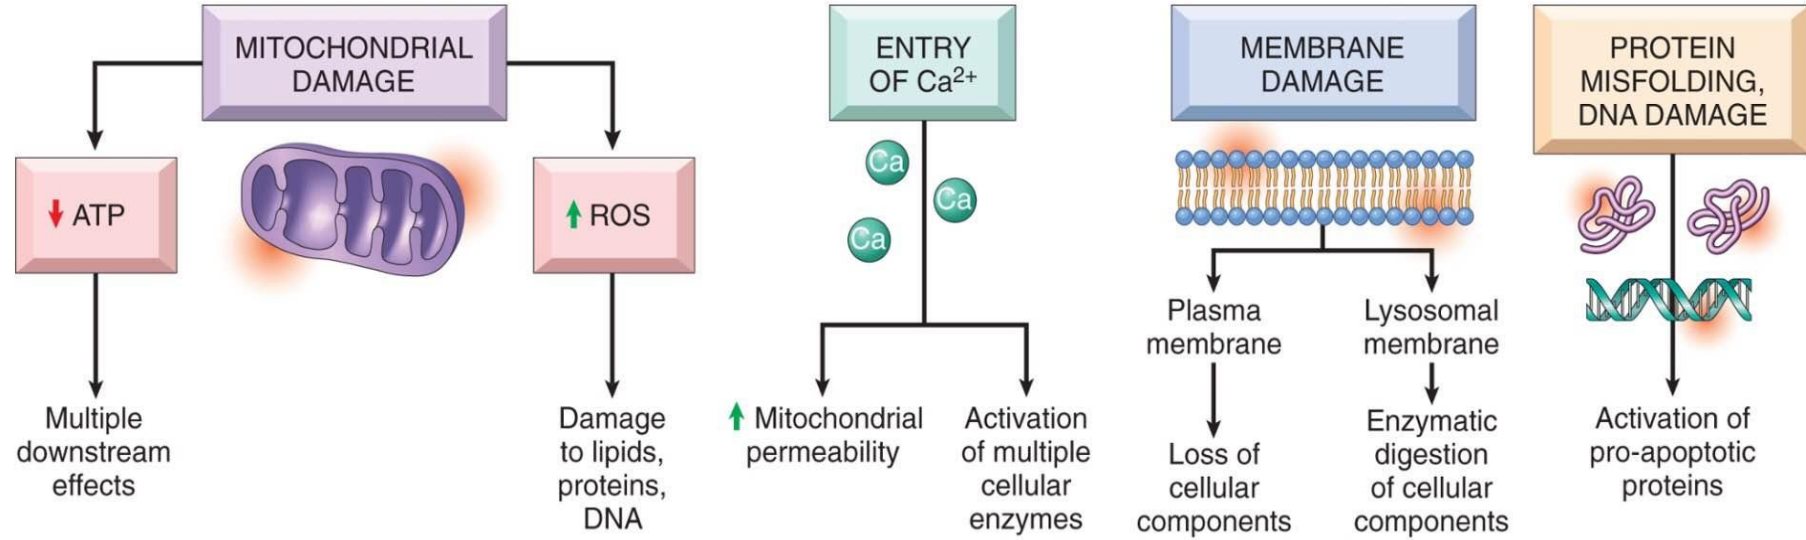 MITOCHONDRIAL
DAMAGE
↓ ATP
↑ ROS
Multiple
downstream
effects
Damage
to lipids,
proteins,
DNA
ENTRY
OF Ca²⁺
Ca
Ca
Ca
↑ Mitochondrial
permeability
Activation
of multiple
cellular
enzymes
MEMBRANE
DAMAGE
Plasma
membrane
Loss of
cellular
components
Lysosomal
membrane
Enzymatic
digestion
of cellular
components
PROTEIN
MISFOLDING,
DNA DAMAGE
Activation of
pro-apoptotic
proteins